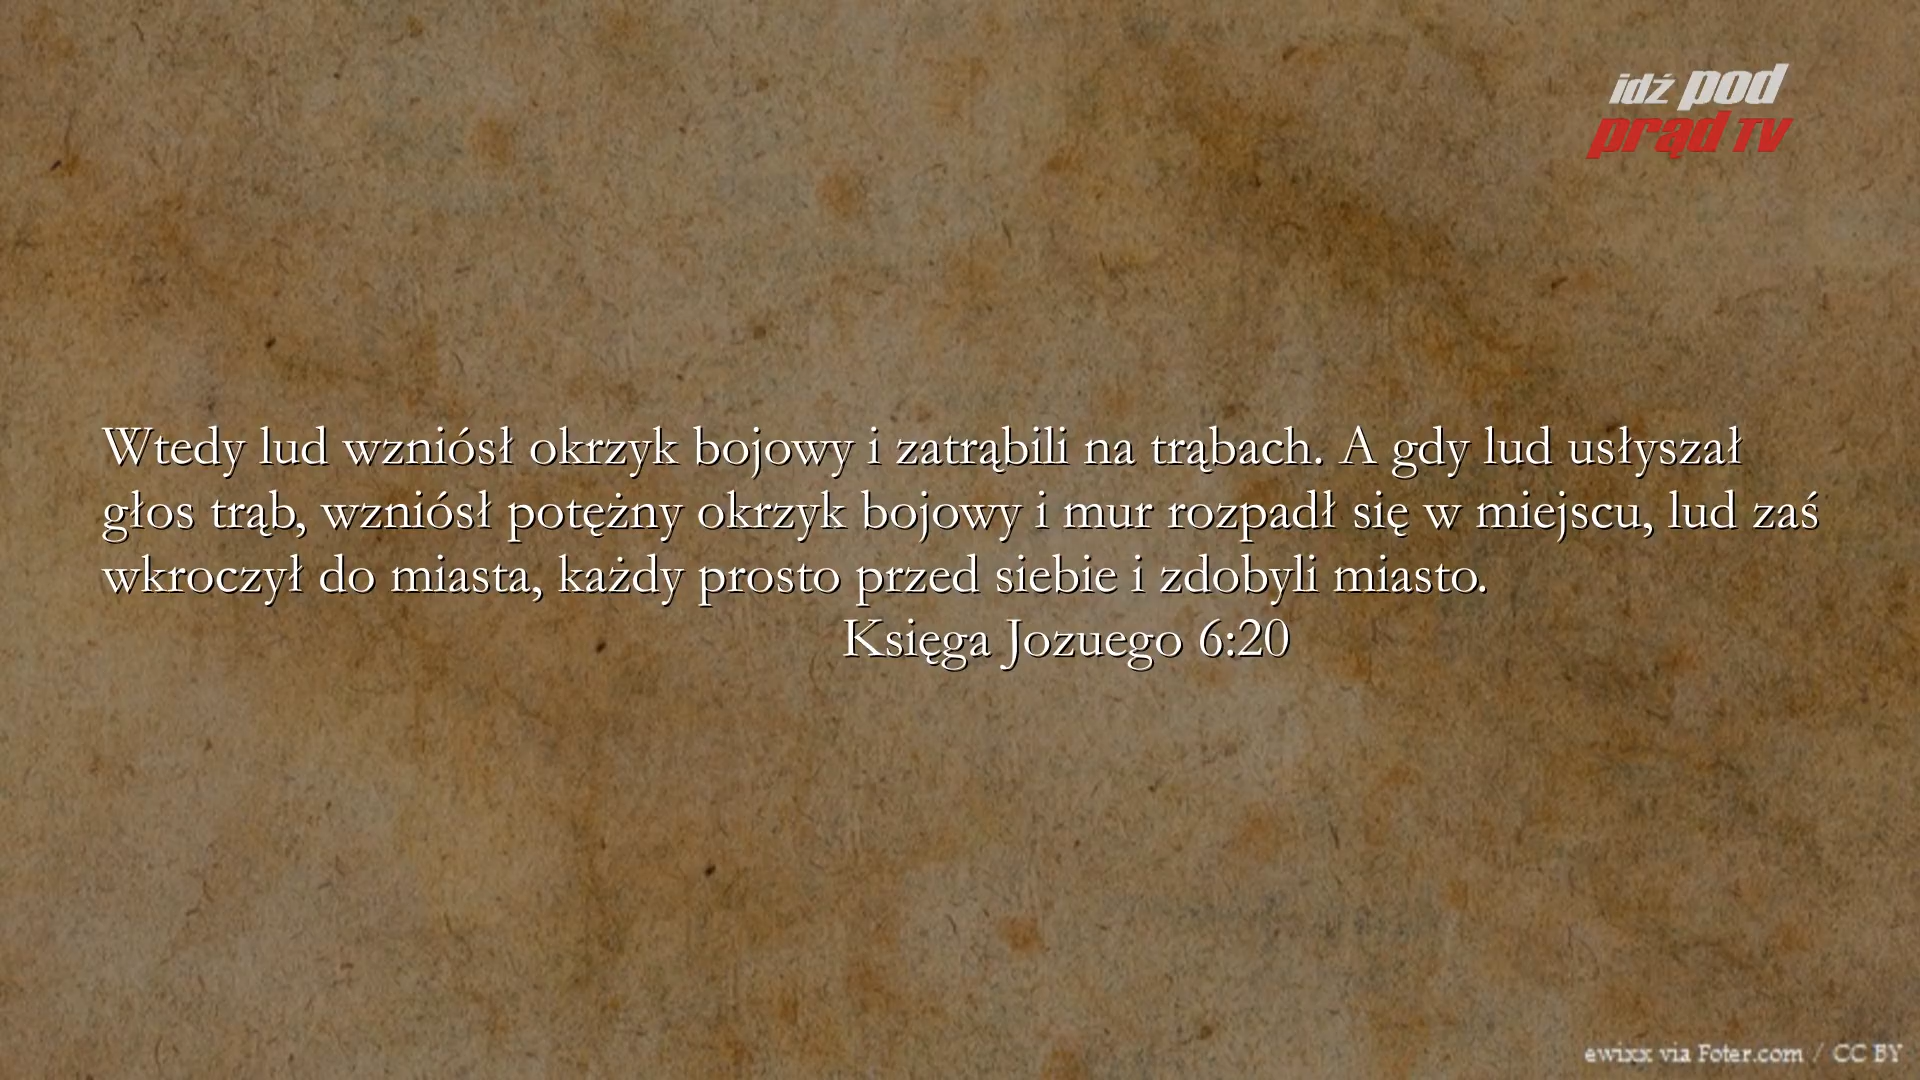 idź pod
prąd TV
Wtedy lud wzniósł okrzyk bojowy i zatrąbili na trąbach. A gdy lud usłyszał
głos trąb, wzniósł potężny okrzyk bojowy i mur rozpadł się w miejscu, lud zaś
wkroczył do miasta, każdy prosto przed siebie i zdobyli miasto.
Księga Jozuego 6:20
ewixx via Foter.com / CC BY